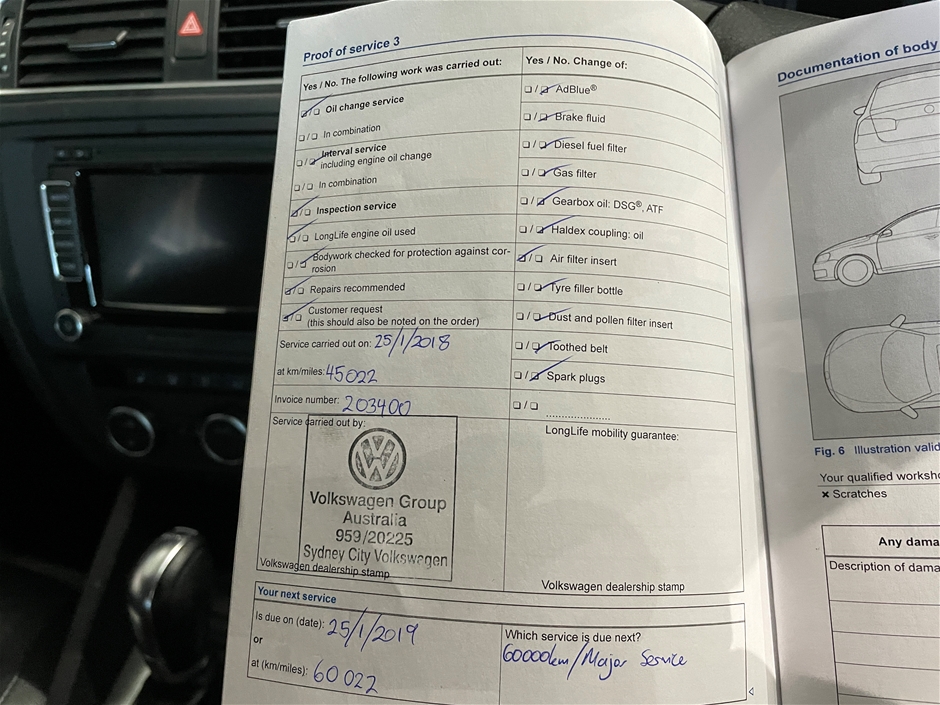 Proof of service 3
Yes / No. The following work was carried out:
Oil change service
In combination
Interval service
including engine oil change
In combination
Inspection service
LongLife engine oil used
Bodywork checked for protection against cor-
rosion
Repairs recommended
Customer request
(this should also be noted on the order)
Service carried out on: 25/1/2018
at km/miles: 45022
Invoice number: 203400
Service carried out by:
Volkswagen Group
Australia
959/20225
Sydney City Volkswagen
Volkswagen dealership stamp
Yes / No. Change of:
AdBlue®
Brake fluid
Diesel fuel filter
Gas filter
Gearbox oil: DSG®, ATF
Haldex coupling: oil
Air filter insert
Tyre filler bottle
Dust and pollen filter insert
Toothed belt
Spark plugs
....................
LongLife mobility guarantee:
Volkswagen dealership stamp
Your next service
Is due on (date): 25/1/2019
or
at (km/miles): 60 022
Which service is due next?
60000km/Major Service
Documentation of body
Fig. 6 Illustration valid
Your qualified worksho
× Scratches
Any dama
Description of dama